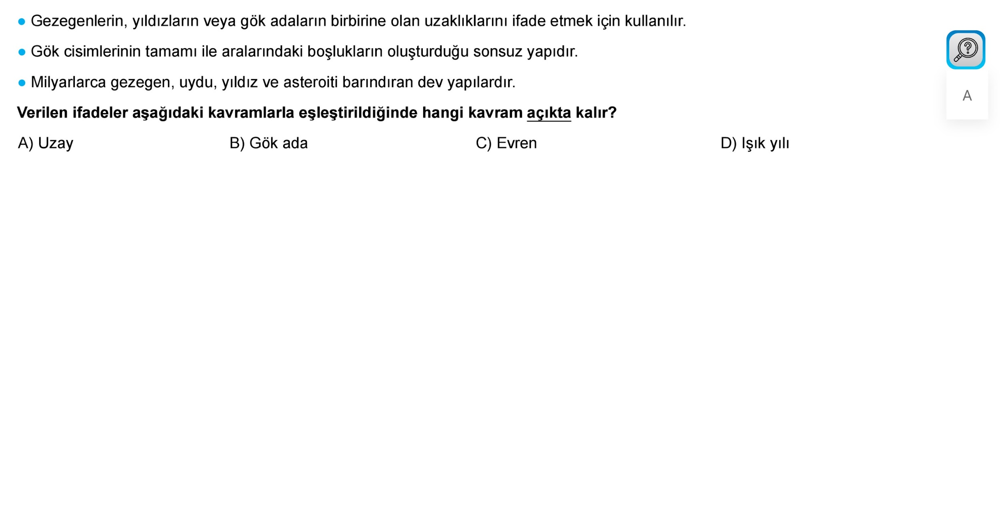 • Gezegenlerin, yıldızların veya gök adaların birbirine olan uzaklıklarını ifade etmek için kullanılır.
• Gök cisimlerinin tamamı ile aralarındaki boşlukların oluşturduğu sonsuz yapıdır.
• Milyarlarca gezegen, uydu, yıldız ve asteroiti barındıran dev yapılardır.
Verilen ifadeler aşağıdaki kavramlarla eşleştirildiğinde hangi kavram açıkta kalır?
A) Uzay B) Gök ada C) Evren D) Işık yılı
?
A